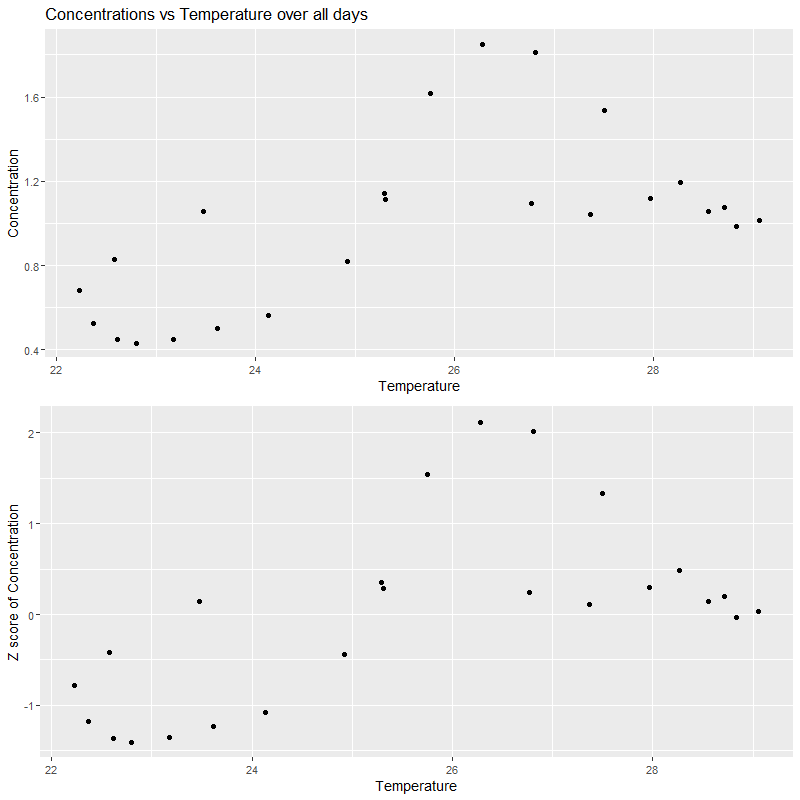 Concentrations vs Temperature over all days
Concentration
1.6
1.2
0.8
0.4
22 24 26 28
Temperature
Z score of Concentration
2
1
0
-1
22 24 26 28
Temperature